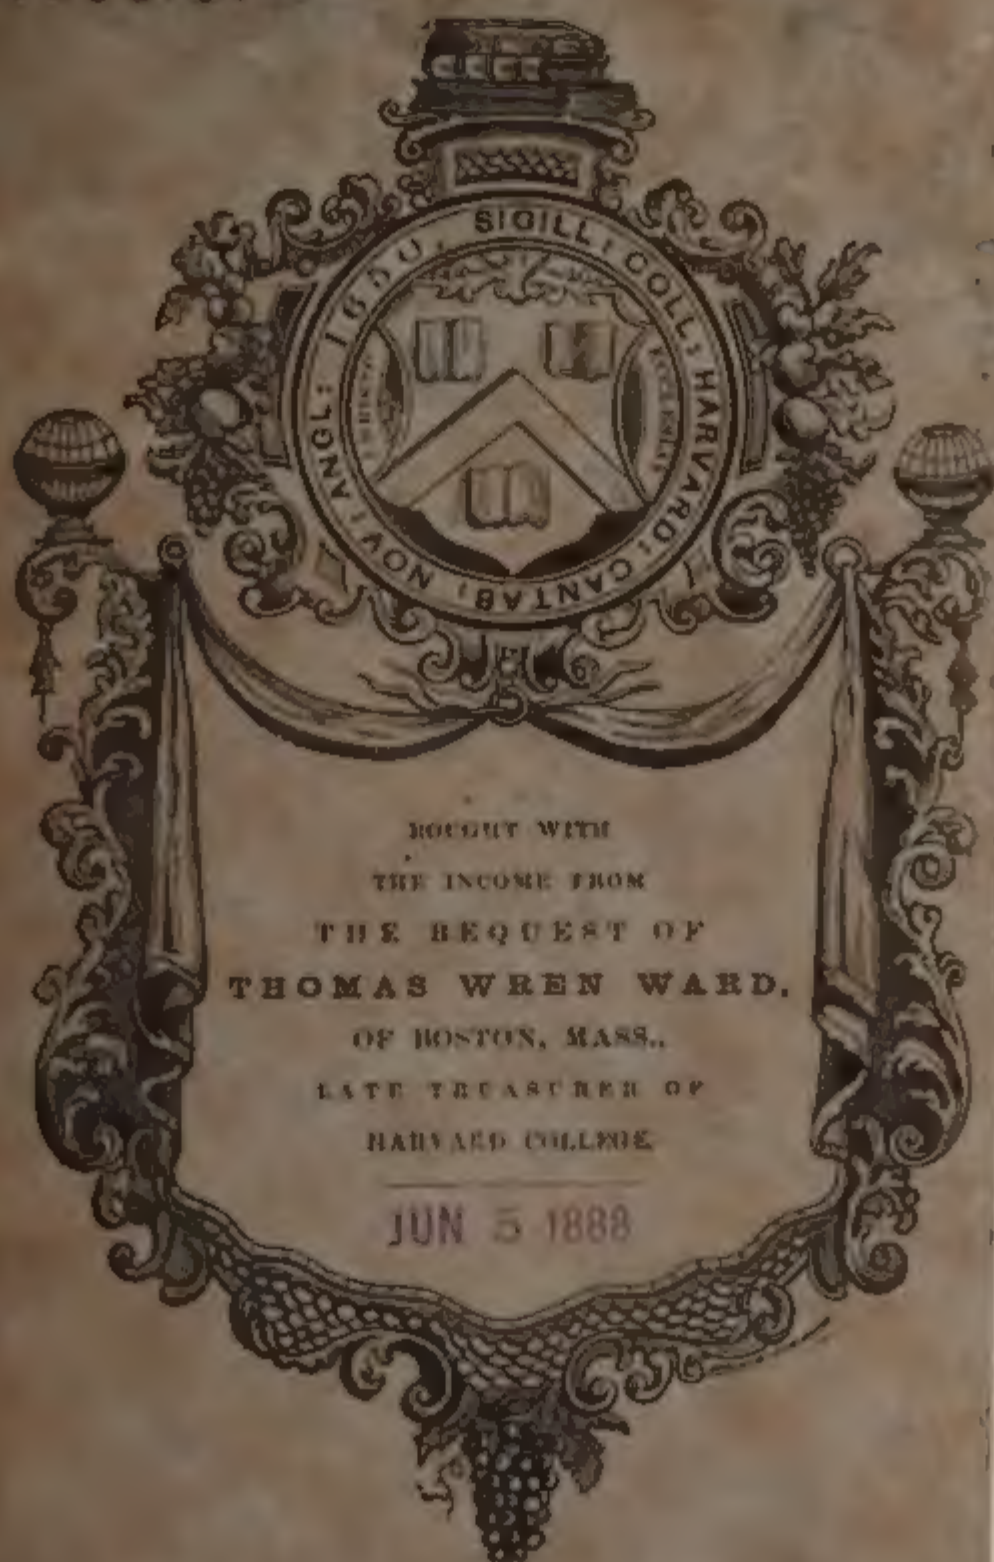 SIGILL: COLL: HARVARD: CANTAB: NOV: ANGL: 1650.
BOUGHT WITH
THE INCOME FROM
THE BEQUEST OF
THOMAS WREN WARD,
OF BOSTON, MASS.,
LATE TREASURER OF
HARVARD COLLEGE
JUN 5 1888